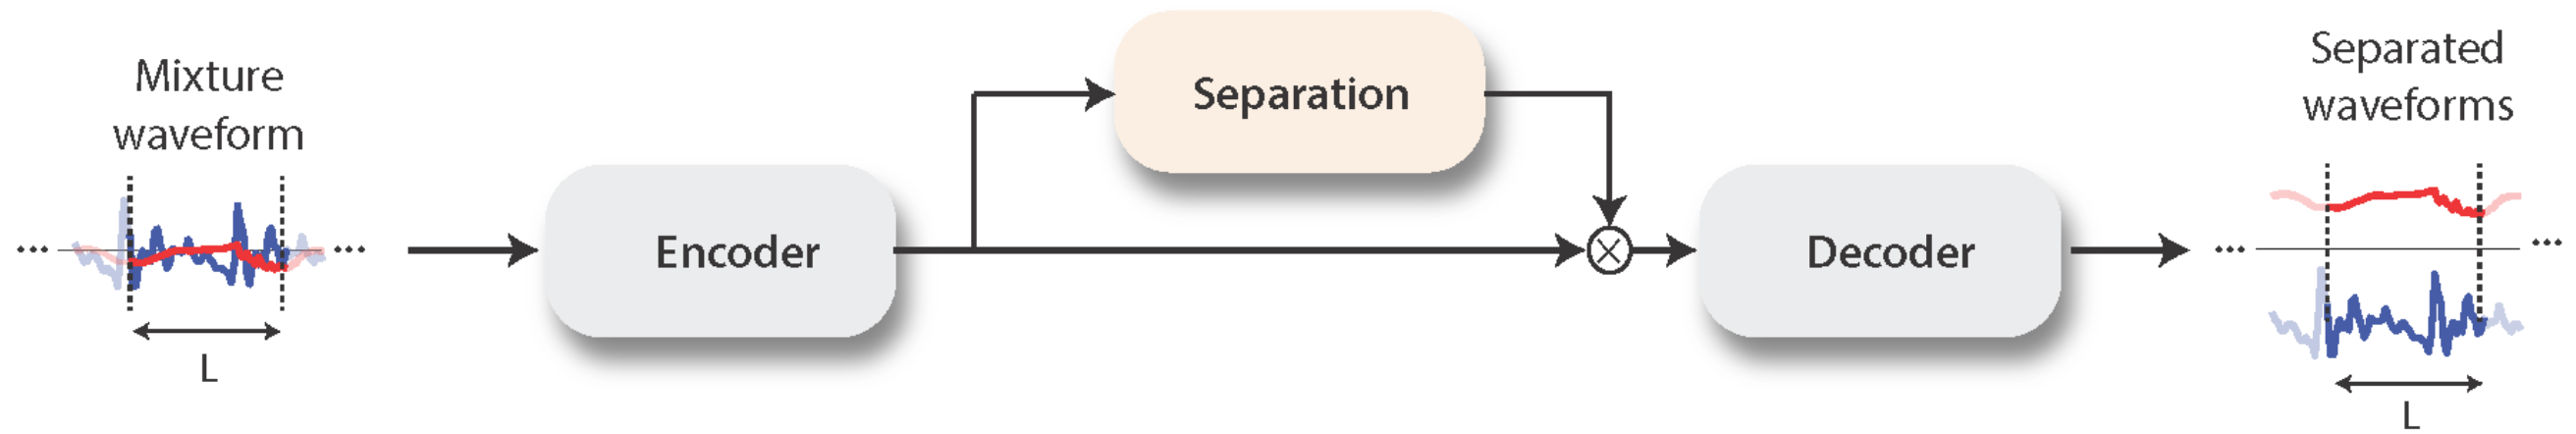 Mixture
waveform
... ...
L
Encoder
Separation
Decoder
Separated
waveforms
... ...
L